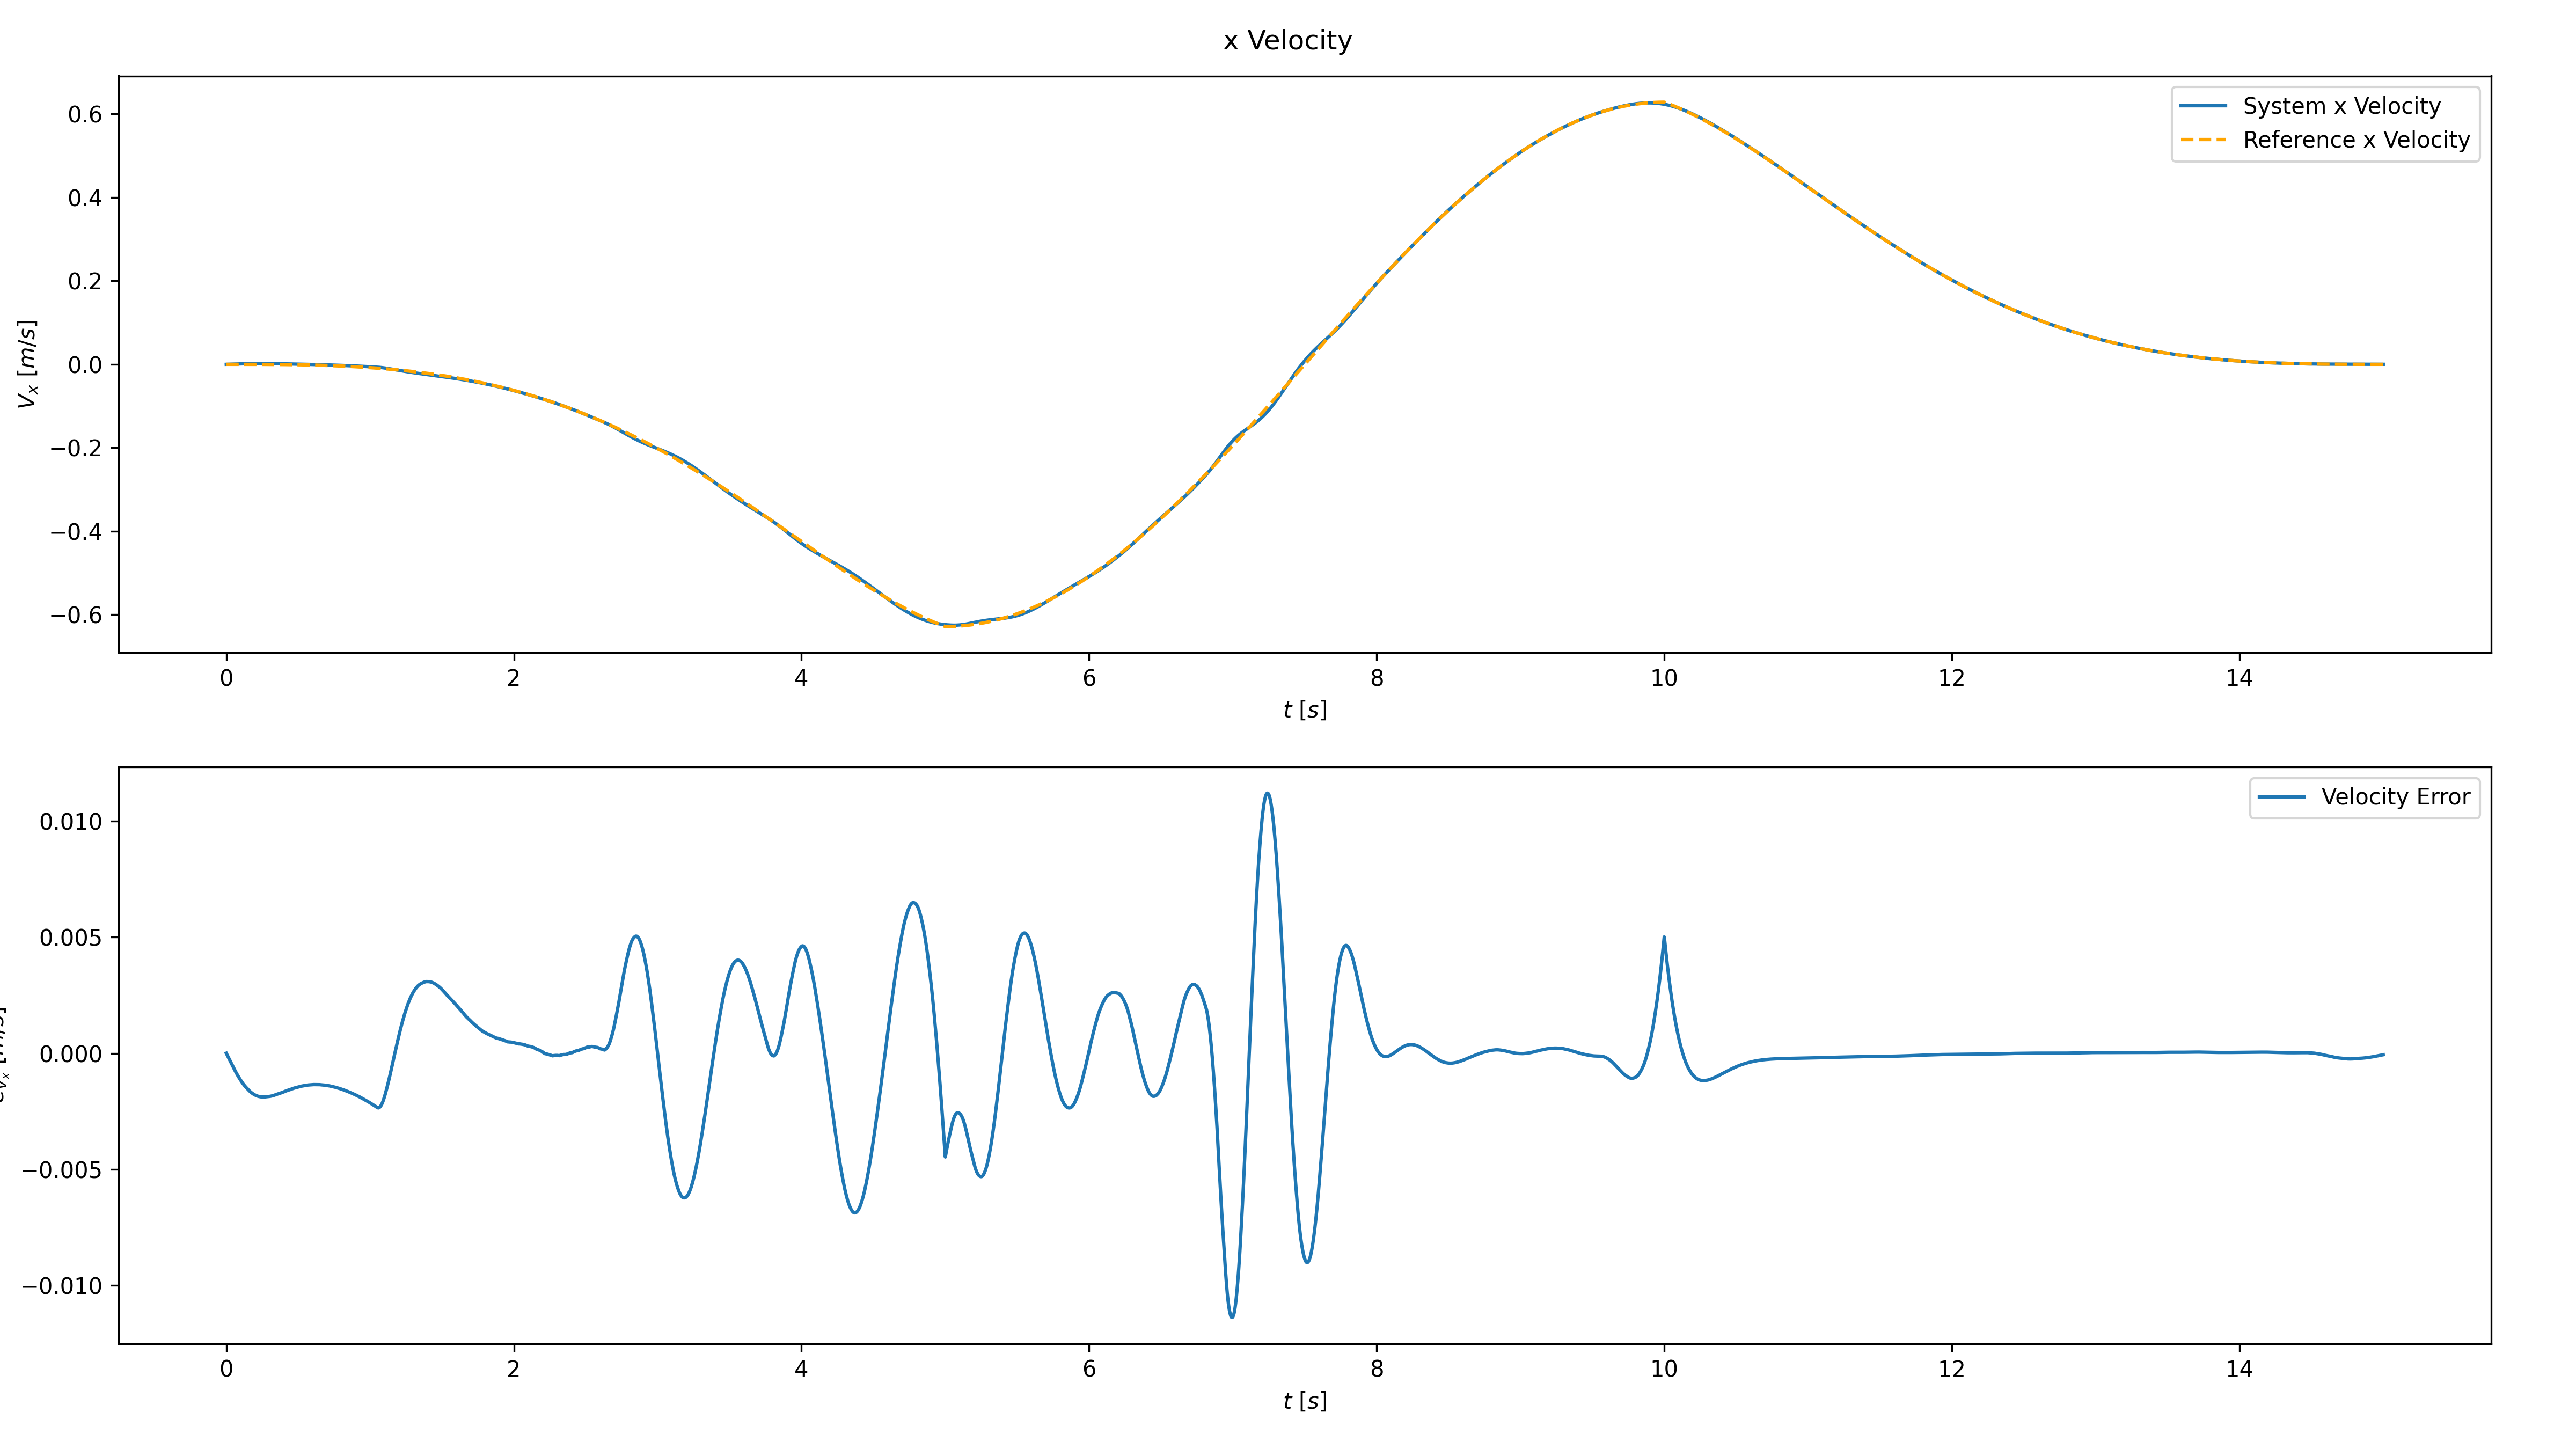 x Velocity
System x Velocity
Reference x Velocity
0.6
0.4
0.2
0.0
−0.2
−0.4
−0.6
V_x [m/s]
0 2 4 6 8 10 12 14
t [s]
Velocity Error
0.010
0.005
0.000
−0.005
−0.010
0 2 4 6 8 10 12 14
t [s]